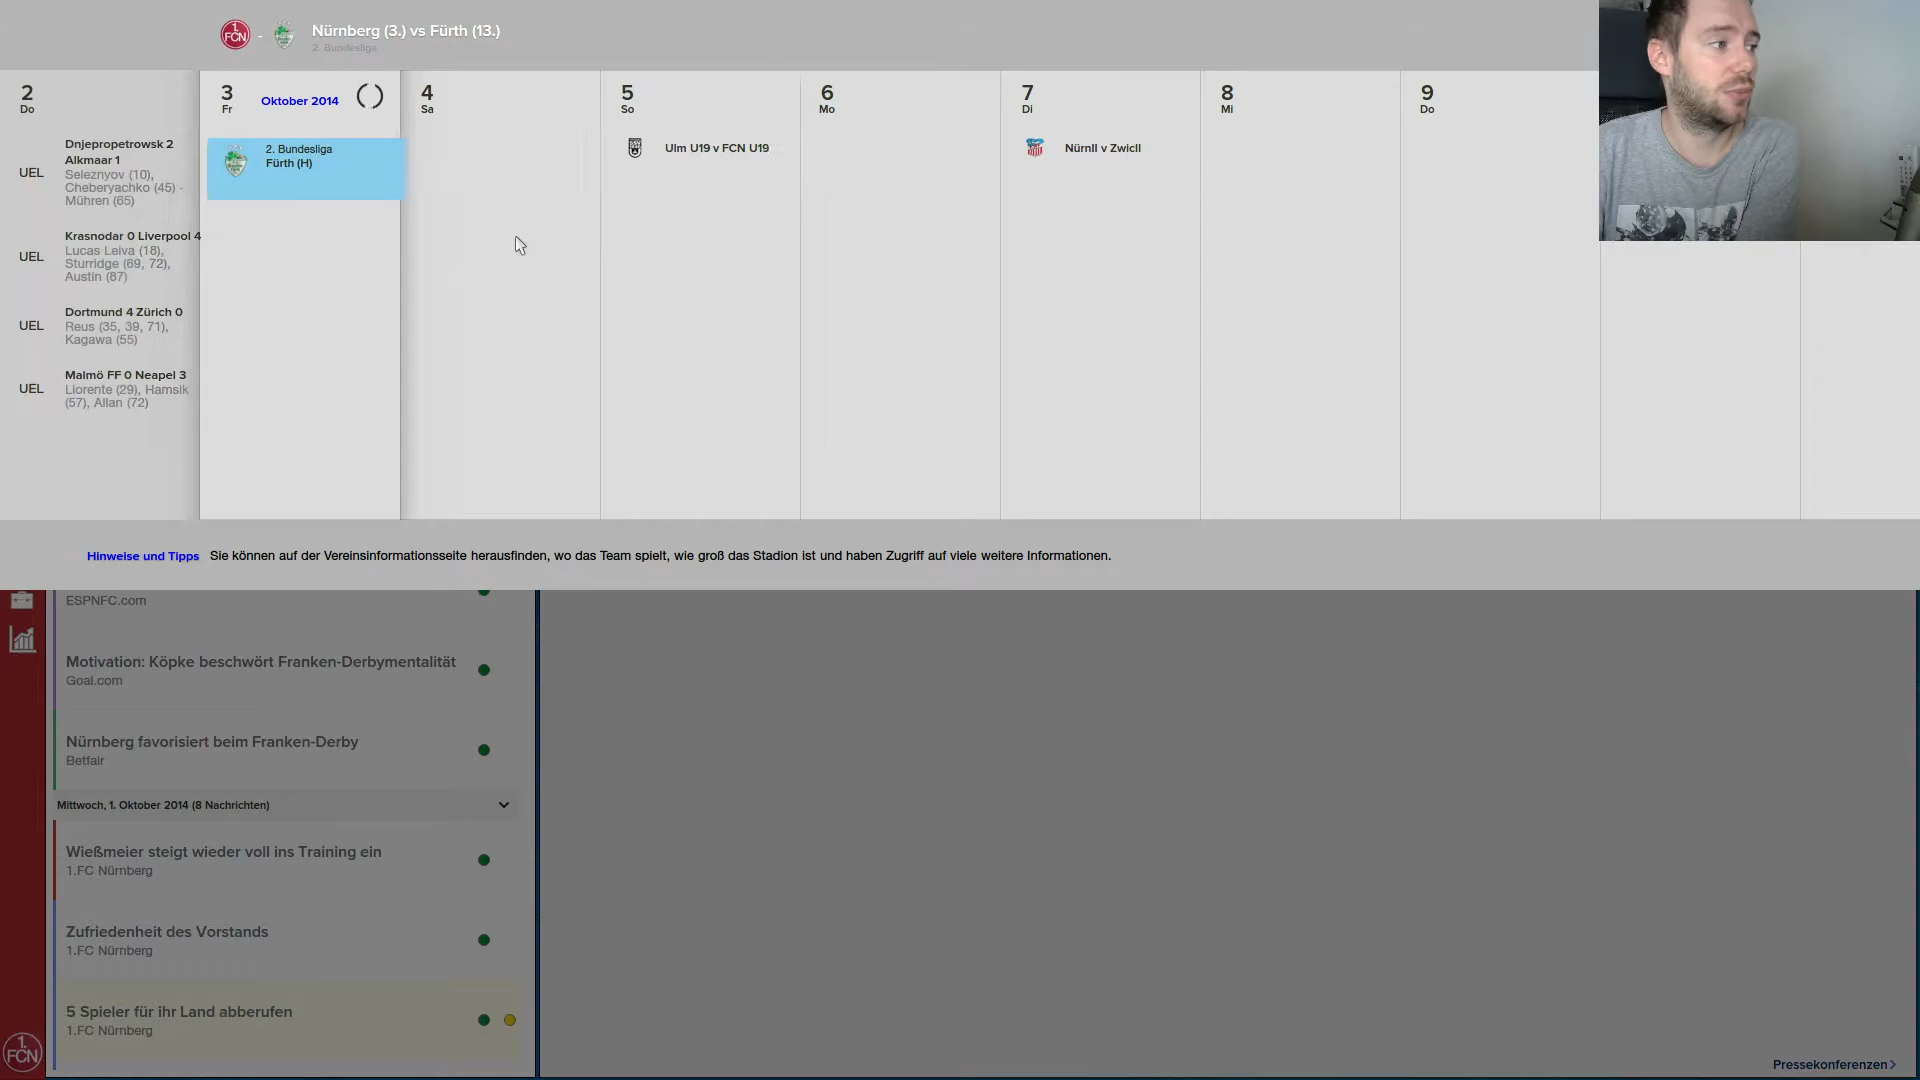 Nürnberg (3.) vs Fürth (13.)
2. Bundesliga
2
Do
3
Fr
Oktober 2014
4
Sa
5
So
6
Mo
7
Di
8
Mi
9
Do
UEL
Dnjepropetrowsk 2
Alkmaar 1
Seleznyov (10),
Cheberyachko (45) -
Mühren (65)
UEL
Krasnodar 0 Liverpool 4
Lucas Leiva (18),
Sturridge (69, 72),
Austin (87)
UEL
Dortmund 4 Zürich 0
Reus (35, 39, 71),
Kagawa (55)
UEL
Malmö FF 0 Neapel 3
Llorente (29), Hamsik
(57), Allan (72)
2. Bundesliga
Fürth (H)
Ulm U19 v FCN U19
NürnII v ZwicII
Hinweise und Tipps Sie können auf der Vereinsinformationsseite herausfinden, wo das Team spielt, wie groß das Stadion ist und haben Zugriff auf viele weitere Informationen.
ESPNFC.com
Motivation: Köpke beschwört Franken-Derbymentalität
Goal.com
Nürnberg favorisiert beim Franken-Derby
Betfair
Mittwoch, 1. Oktober 2014 (8 Nachrichten)
Wießmeier steigt wieder voll ins Training ein
1.FC Nürnberg
Zufriedenheit des Vorstands
1.FC Nürnberg
5 Spieler für ihr Land abberufen
1.FC Nürnberg
1.
FCN
Pressekonferenzen